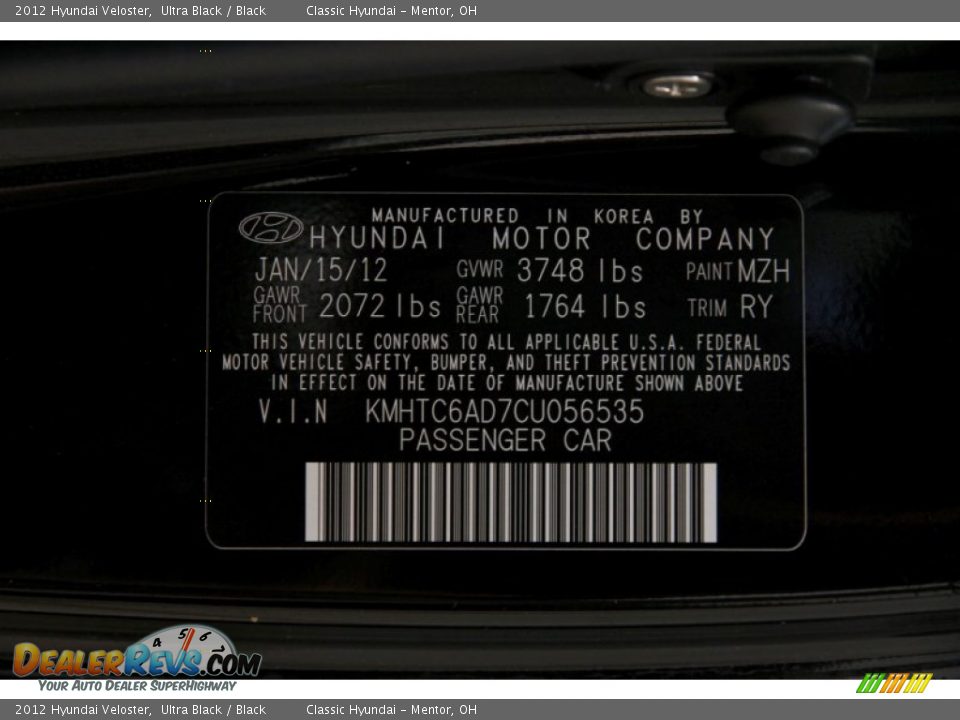 2012 Hyundai Veloster, Ultra Black / Black Classic Hyundai - Mentor, OH
MANUFACTURED IN KOREA BY
HYUNDAI MOTOR COMPANY
JAN/15/12 GVWR 3748 lbs PAINT MZH
GAWR FRONT 2072 lbs GAWR REAR 1764 lbs TRIM RY
THIS VEHICLE CONFORMS TO ALL APPLICABLE U.S.A. FEDERAL
MOTOR VEHICLE SAFETY, BUMPER, AND THEFT PREVENTION STANDARDS
IN EFFECT ON THE DATE OF MANUFACTURE SHOWN ABOVE
V.I.N KMHTC6AD7CU056535
PASSENGER CAR
4 5 6 7
DEALERREVS.COM
YOUR AUTO DEALER SUPERHIGHWAY
2012 Hyundai Veloster, Ultra Black / Black Classic Hyundai - Mentor, OH